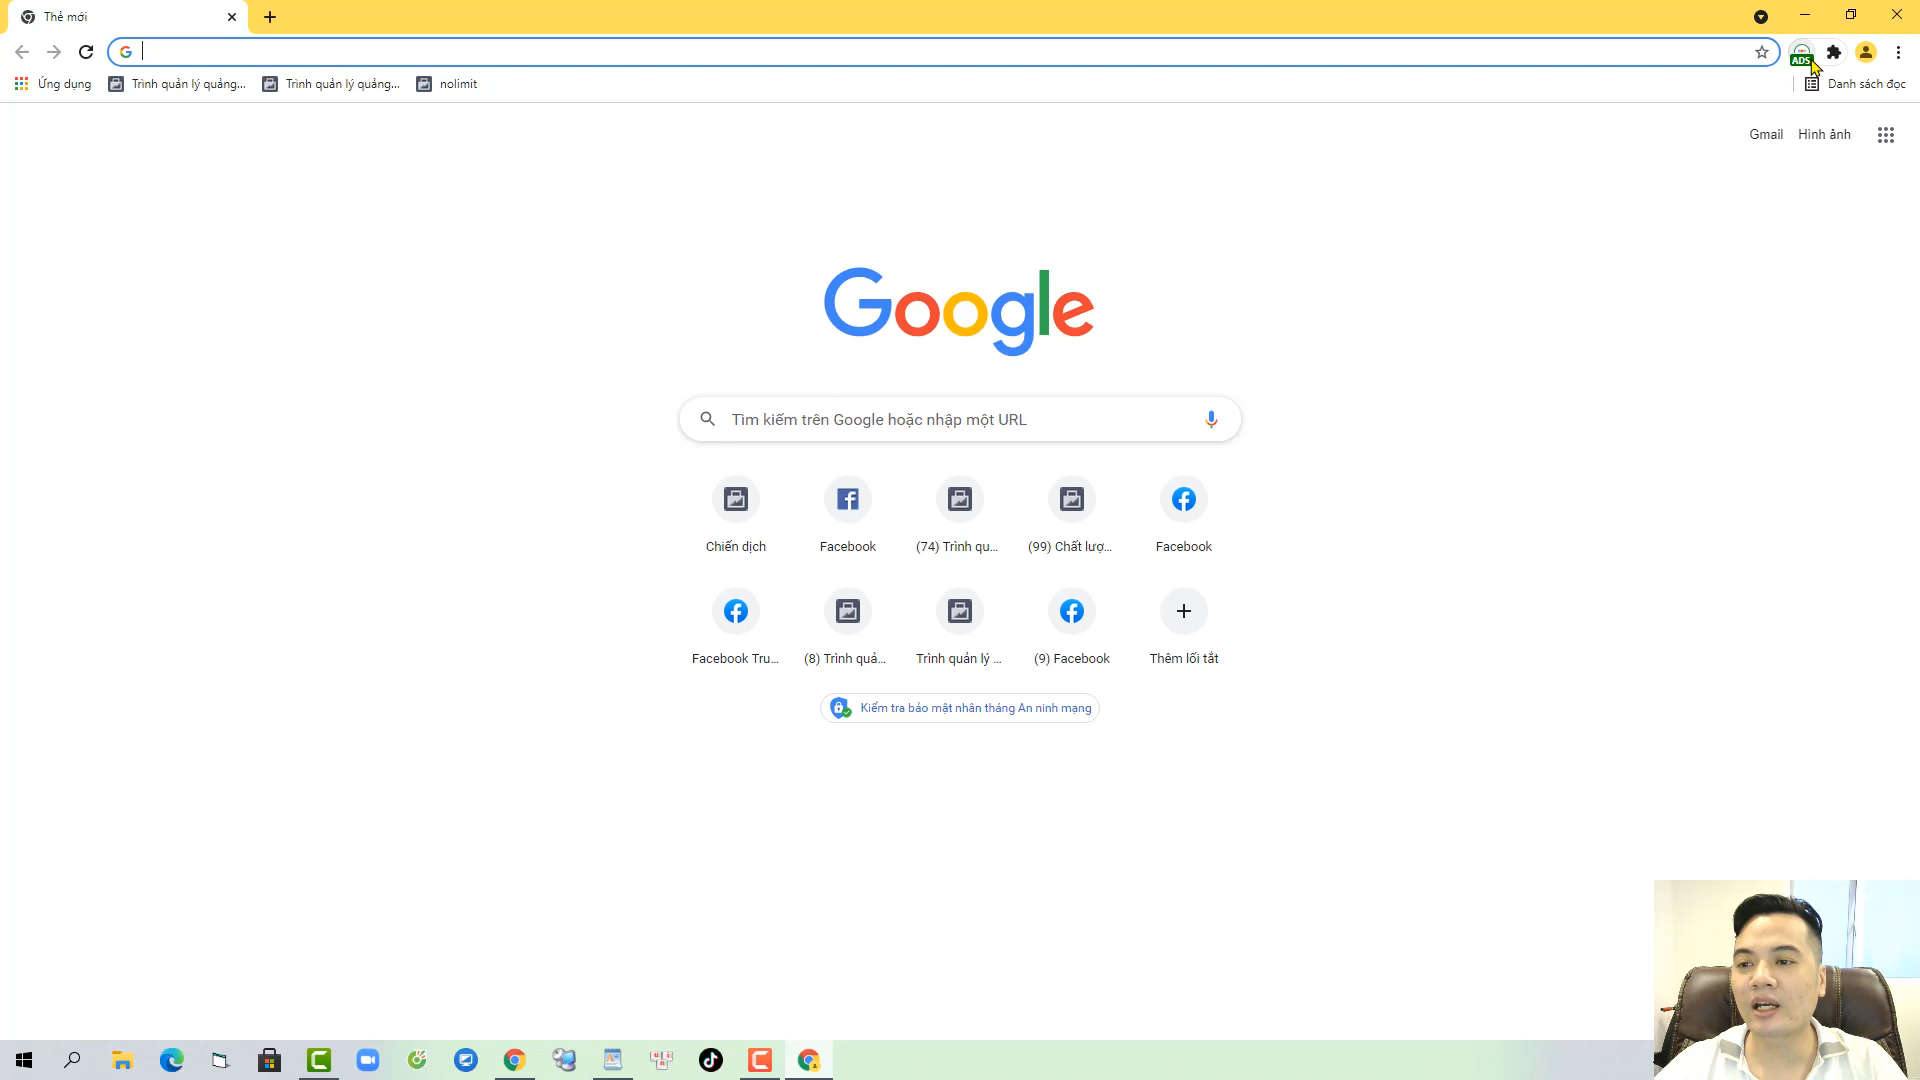 Thẻ mới
ADS
Ứng dụng
Trình quản lý quảng...
Trình quản lý quảng...
nolimit
Danh sách đọc
Gmail
Hình ảnh
Google
Tìm kiếm trên Google hoặc nhập một URL
Chiến dịch
Facebook
(74) Trình qu...
(99) Chất lượ...
Facebook
Facebook Tru...
(8) Trình quả...
Trình quản lý ...
(9) Facebook
Thêm lối tắt
Kiểm tra bảo mật nhân tháng An ninh mạng